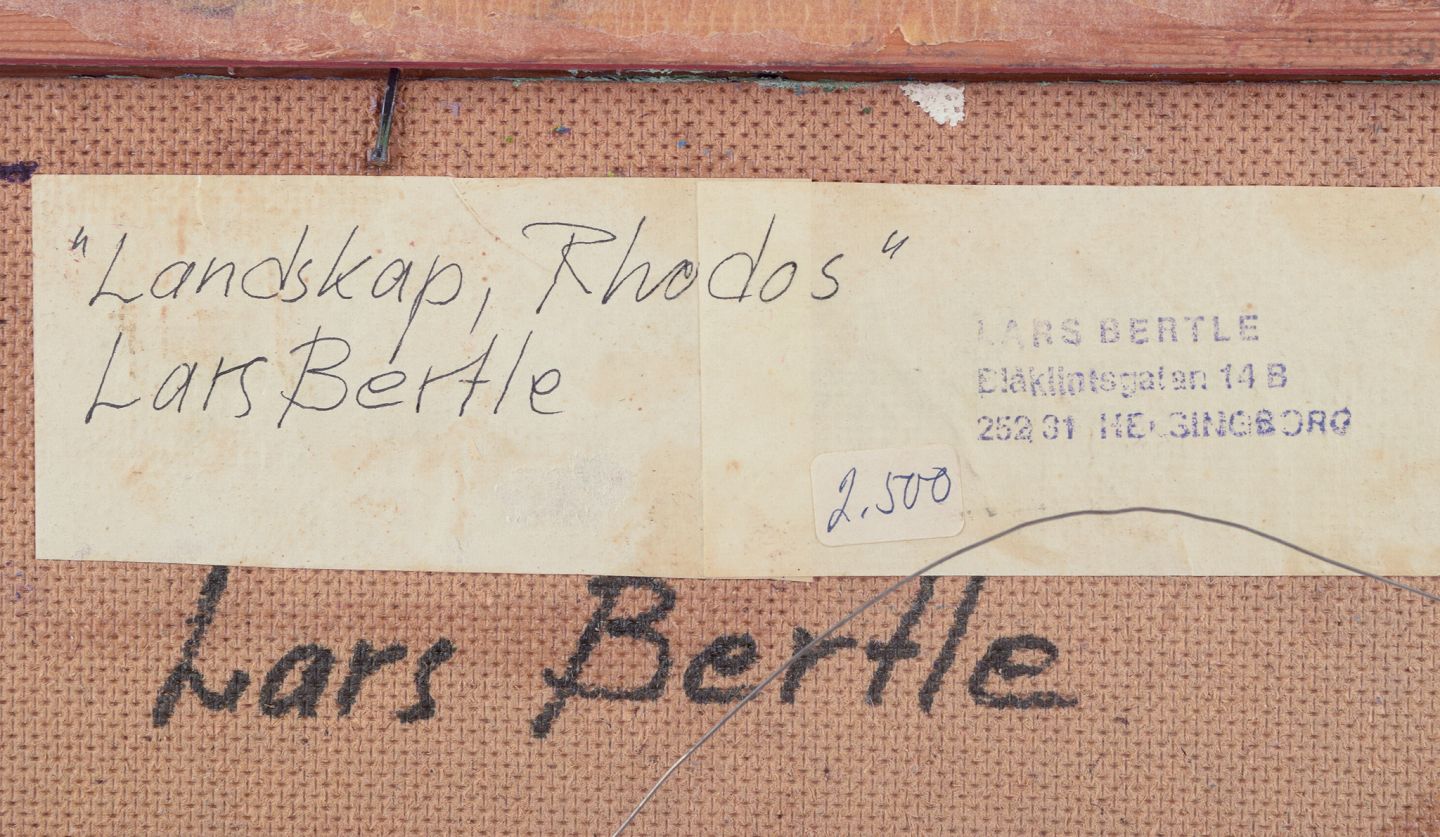 "Landskap, Rhodos"
Lars Bertle
LARS BERTLE
Blåklintsgatan 14 B
252 31 HELSINGBORG
2.500
Lars Bertle